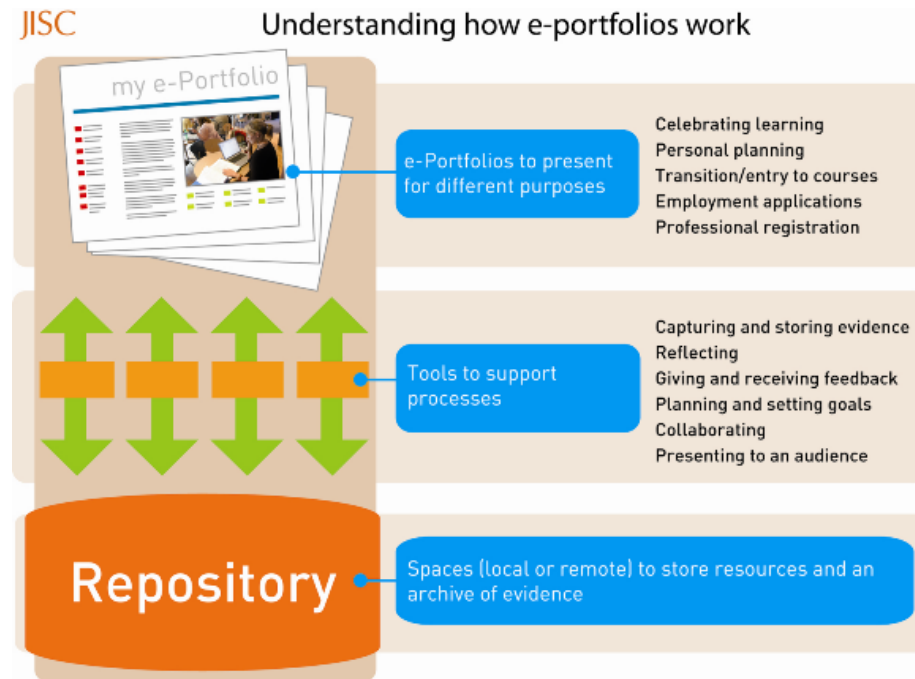 JISC
Understanding how e-portfolios work
my e-Portfolio
e-Portfolios to present
for different purposes
Celebrating learning
Personal planning
Transition/entry to courses
Employment applications
Professional registration
Tools to support
processes
Capturing and storing evidence
Reflecting
Giving and receiving feedback
Planning and setting goals
Collaborating
Presenting to an audience
Repository
Spaces (local or remote) to store resources and an
archive of evidence